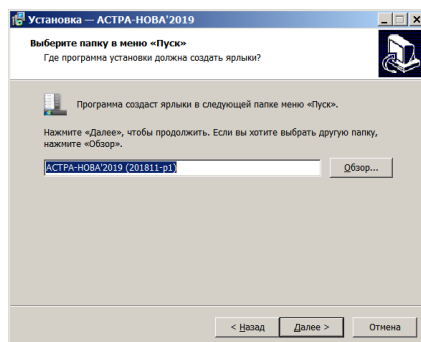 Установка — АСТРА-НОВА'2019
Выберите папку в меню «Пуск»
Где программа установки должна создать ярлыки?
Программа создаст ярлыки в следующей папке меню «Пуск».
Нажмите «Далее», чтобы продолжить. Если вы хотите выбрать другую папку,
нажмите «Обзор».
АСТРА-НОВА'2019 (201811-p1)
Обзор...
< Назад
Далее >
Отмена